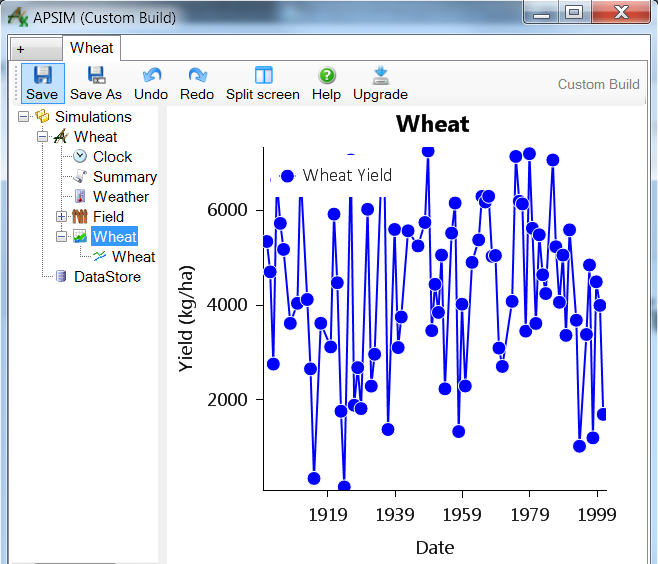 APSIM (Custom Build)
+ Wheat
Save Save As Undo Redo Split screen Help Upgrade Custom Build
Simulations
Wheat
Clock
Summary
Weather
Field
Wheat
Wheat
DataStore
Wheat
Wheat Yield
6000
4000
2000
Yield (kg/ha)
1919 1939 1959 1979 1999
Date